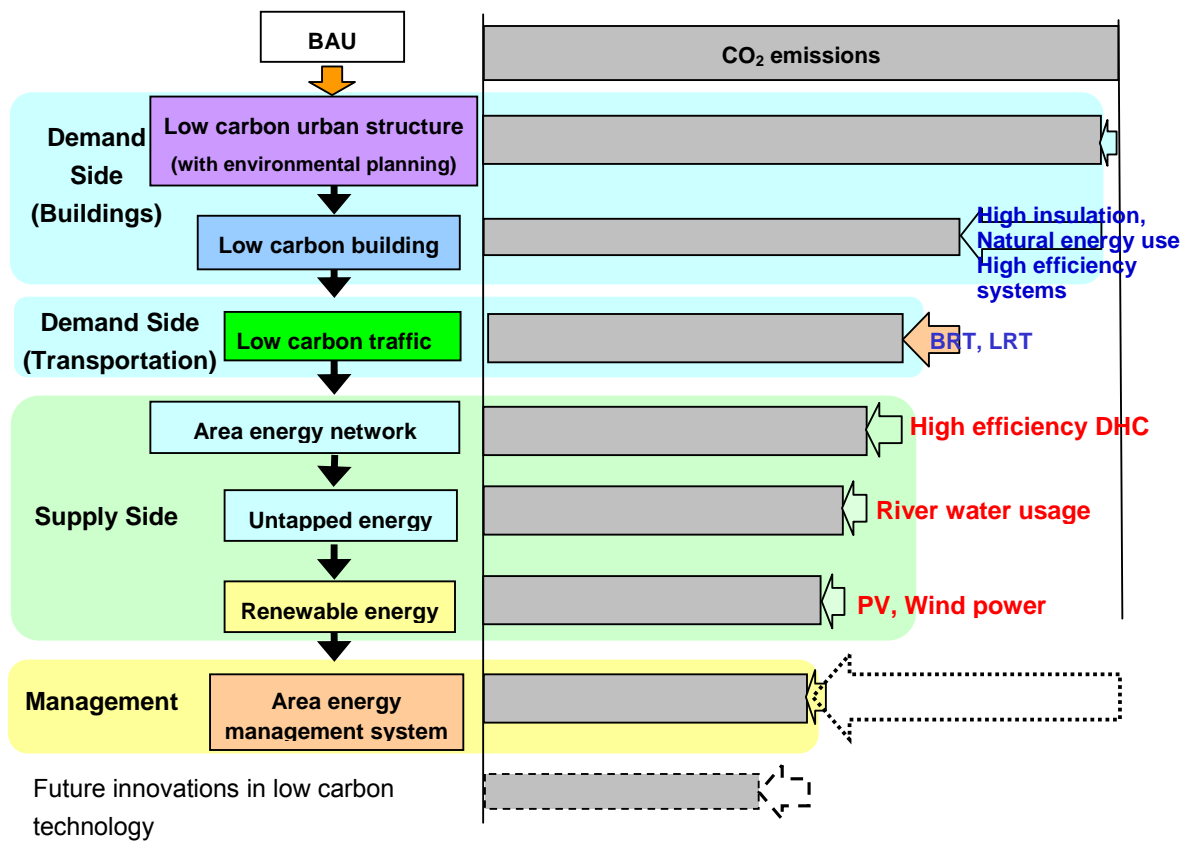 BAU
CO₂ emissions
Demand
Side
(Buildings)
Low carbon urban structure
(with environmental planning)
Low carbon building
High insulation,
Natural energy use
High efficiency
systems
Demand Side
(Transportation)
Low carbon traffic
BRT, LRT
Supply Side
Area energy network
High efficiency DHC
Untapped energy
River water usage
Renewable energy
PV, Wind power
Management
Area energy
management system
Future innovations in low carbon
technology